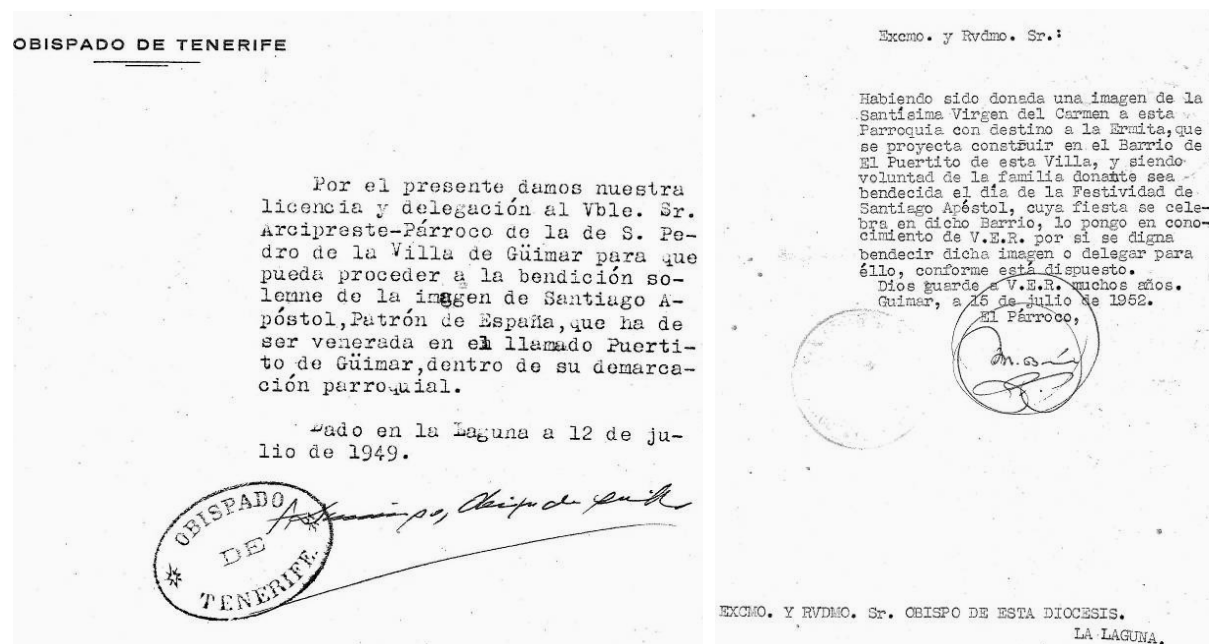 OBISPADO DE TENERIFE
Por el presente damos nuestra
licencia y delegación al Vble. Sr.
Arcipreste-Párroco de la de S. Pe-
dro de la Villa de Güimar para que
pueda proceder a la bendición so-
lemne de la imagen de Santiago A-
póstol,Patrón de España,que ha de
ser venerada en el llamado Puerti-
to de Güimar,dentro de su demarca-
ción parroquial.
Dado en la Laguna a 12 de ju-
lio de 1949.
OBISPADO
DE
TENERIFE.
Excmo. y Rvdmo. Sr.:
Habiendo sido donada una imagen de la
Santísima Virgen del Carmen a esta
Parroquia con destino a la Ermita,que
se proyecta construir en el Barrio de
El Puertito de esta Villa, y siendo
voluntad de la familia donante sea
bendecida el día de la Festividad de
Santiago Apéstol, cuya fiesta se cele-
bra en dicho Barrio, lo pongo en cono-
cimiento de V.E.R. por si se digna
bendecir dicha imagen o delegar para
éllo, conforme está dispuesto.
Dios guarde a V.E.R. muchos años.
Guimar, a 15 de julio de 1952.
El Párroco,
EXCMO. Y RVDMO. Sr. OBISPO DE ESTA DIOCESIS.
LA LAGUNA.